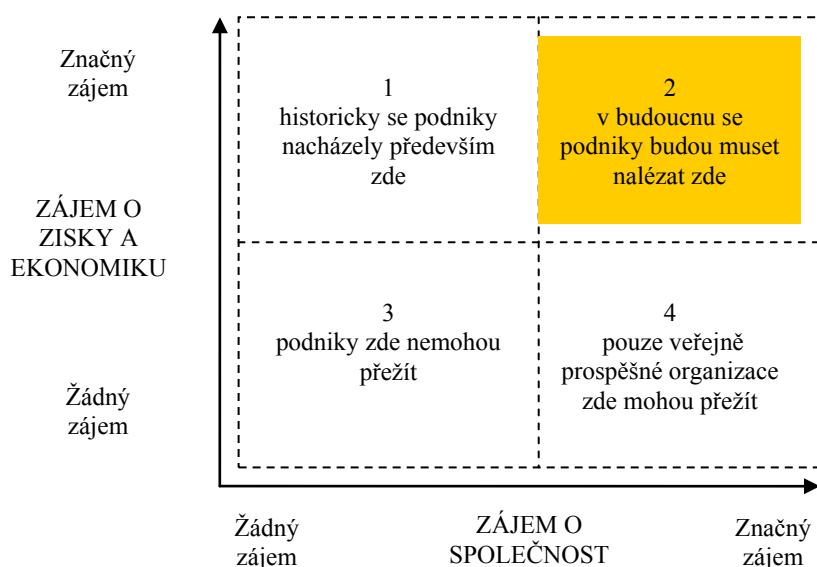 Značný
zájem
1
historicky se podniky
nacházely především
zde
2
v budoucnu se
podniky budou muset
nalézat zde
ZÁJEM O
ZISKY A
EKONOMIKU
3
podniky zde nemohou
přežít
4
pouze veřejně
prospěšné organizace
zde mohou přežít
Žádný
zájem
Žádný
zájem
ZÁJEM O
SPOLEČNOST
Značný
zájem